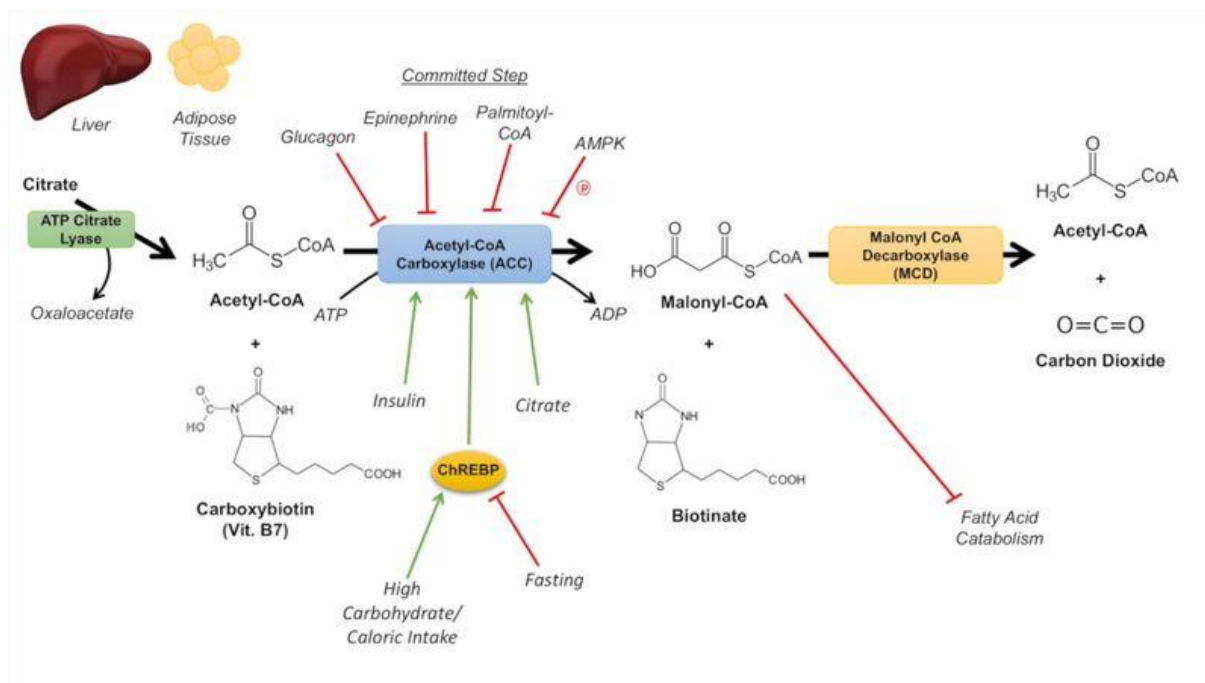 Committed Step
Liver
Adipose
Tissue
Glucagon
Epinephrine
Palmitoyl-
CoA
AMPK
P
Citrate
ATP Citrate
Lyase
Oxaloacetate
O
H₃C
S
CoA
Acetyl-CoA
ATP
Acetyl-CoA
Carboxylase (ACC)
ADP
O
O
HO
S
CoA
Malonyl-CoA
Malonyl CoA
Decarboxylase
(MCD)
O
H₃C
S
CoA
Acetyl-CoA
+
O=C=O
Carbon Dioxide
+
O
O
C
N
NH
HO
S
COOH
Carboxybiotin
(Vit. B7)
Insulin
Citrate
ChREBP
High
Carbohydrate/
Caloric Intake
Fasting
+
O
N
NH
S
COOH
Biotinate
Fatty Acid
Catabolism